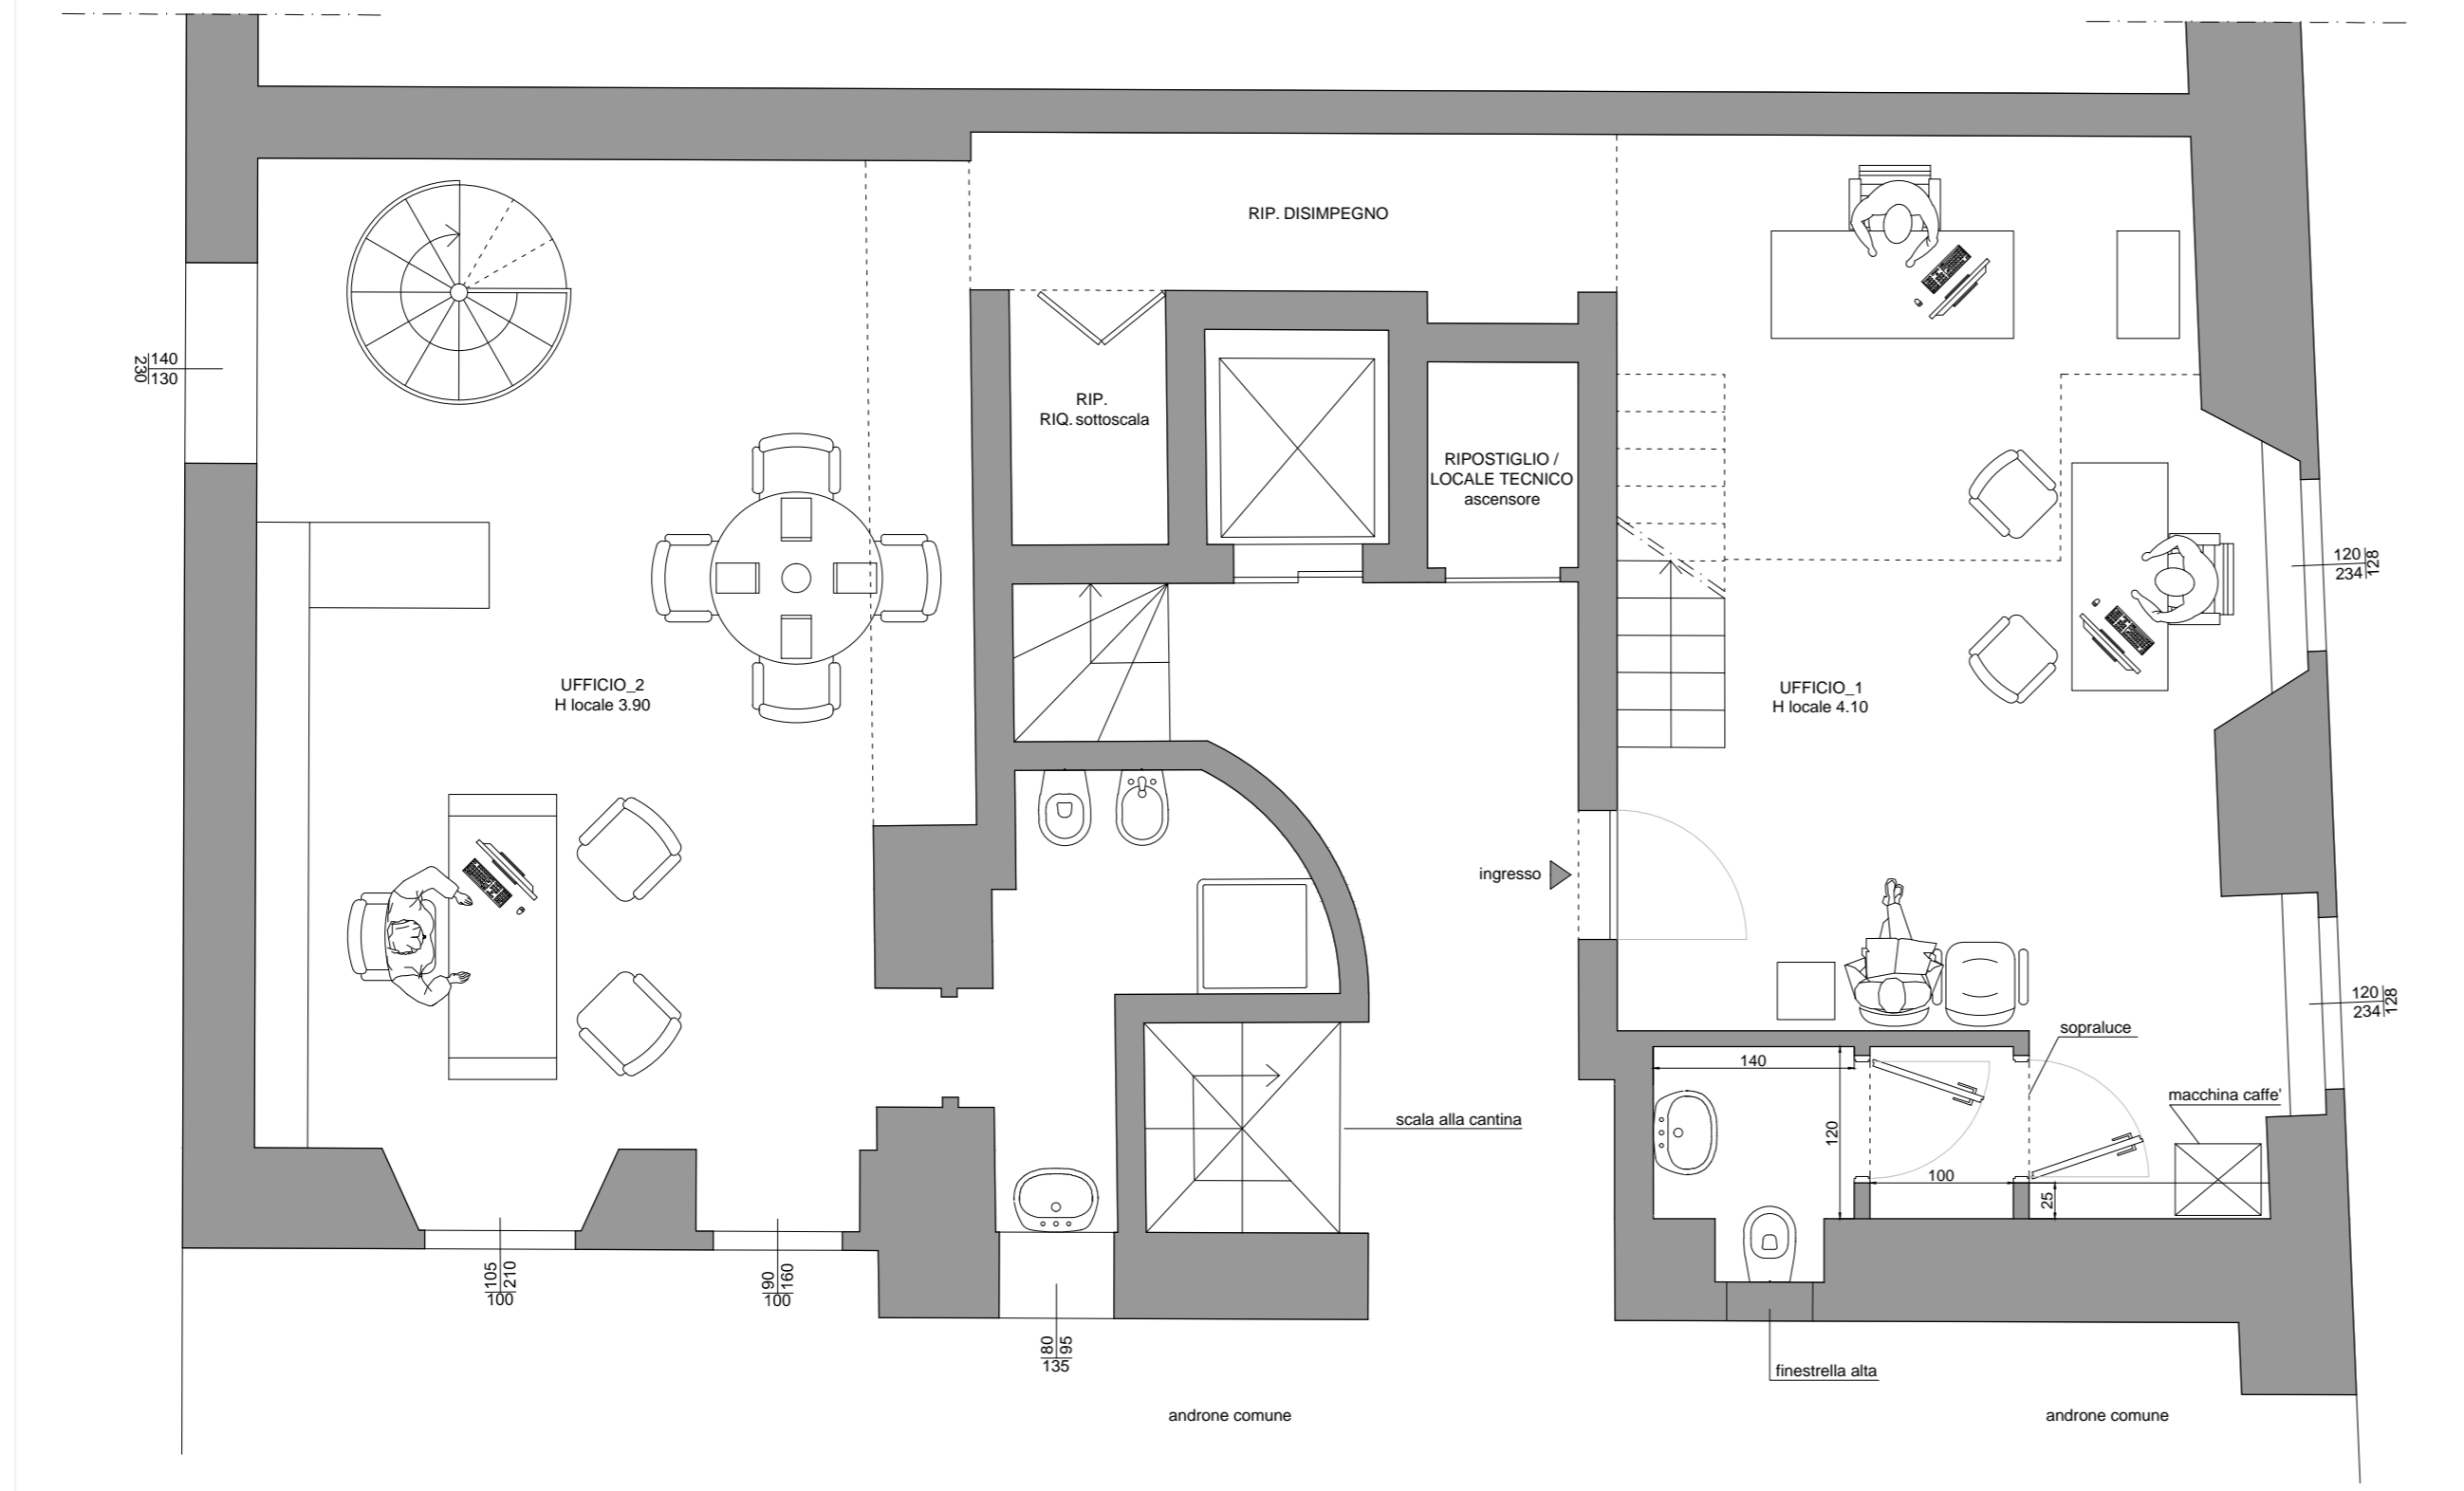 RIP. DISIMPEGNO
140
230
130
RIP.
RIQ. sottoscala
RIPOSTIGLIO /
LOCALE TECNICO
ascensore
120
234
128
UFFICIO_2
H locale 3.90
UFFICIO_1
H locale 4.10
ingresso
120
234
128
sopraluce
140
macchina caffe'
scala alla cantina
120
100
25
105
210
100
90
160
100
80
95
135
finestrella alta
androne comune
androne comune